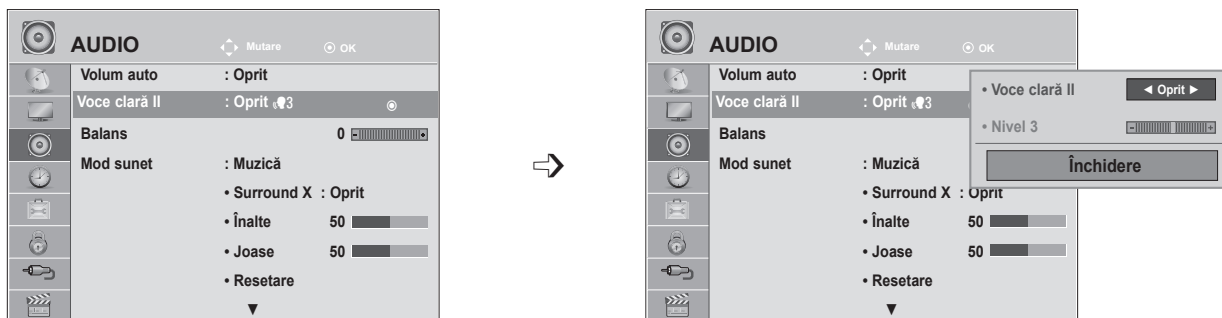 AUDIO
Mutare
OK
Volum auto : Oprit
Voce clară II : Oprit 3
Balans 0
Mod sunet : Muzică
• Surround X : Oprit
• Înalte 50
• Joase 50
• Resetare
AUDIO
Mutare
OK
Volum auto : Oprit
Voce clară II : Oprit 3
Balans
Mod sunet : Muzică
• Surround X : Oprit
• Înalte 50
• Joase 50
• Resetare
• Voce clară II ◄ Oprit ►
• Nivel 3 - +
Închidere